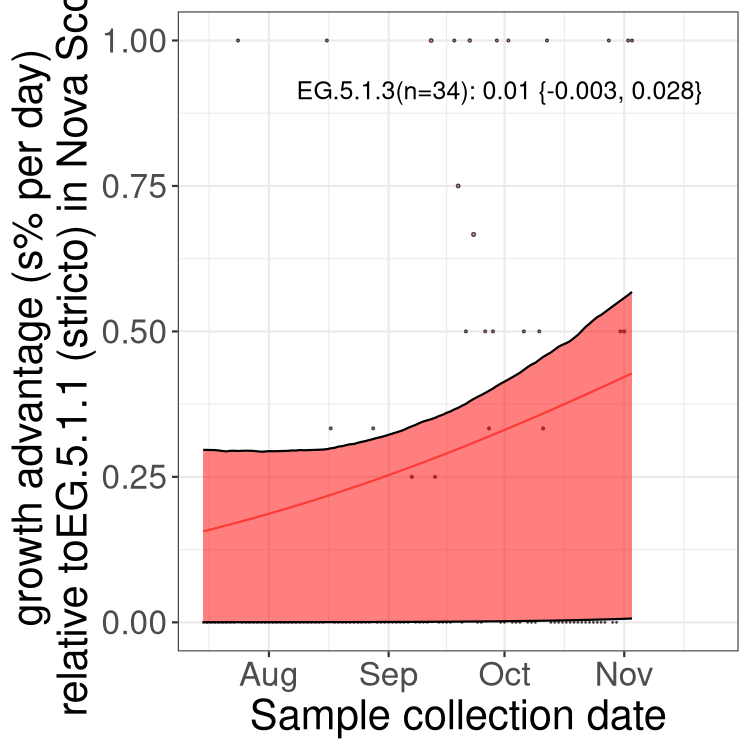 growth advantage (s% per day)
relative toEG.5.1.1 (stricto) in Nova Sco
1.00
0.75
0.50
0.25
0.00
EG.5.1.3(n=34): 0.01 {-0.003, 0.028}
Aug Sep Oct Nov
Sample collection date